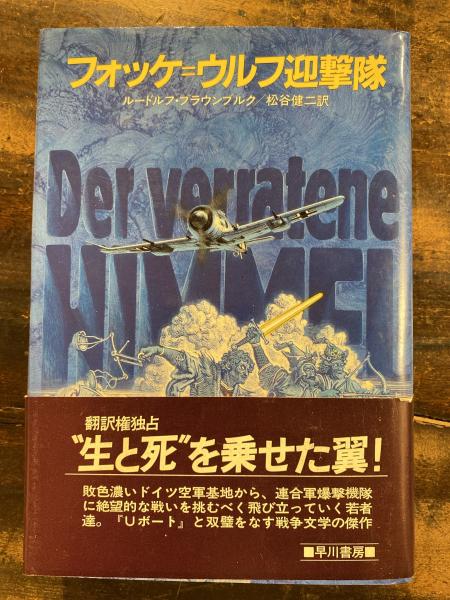 フォッケ=ウルフ迎撃隊
ルードルフ・ブラウンブルク/松谷健二訳
Der verratene
HIMMEL
翻訳権独占
“生と死”を乗せた翼!
敗色濃いドイツ空軍基地から、連合軍爆撃機隊
に絶望的な戦いを挑むべく飛び立っていく若者
達。『Uボート』と双璧をなす戦争文学の傑作
■早川書房■